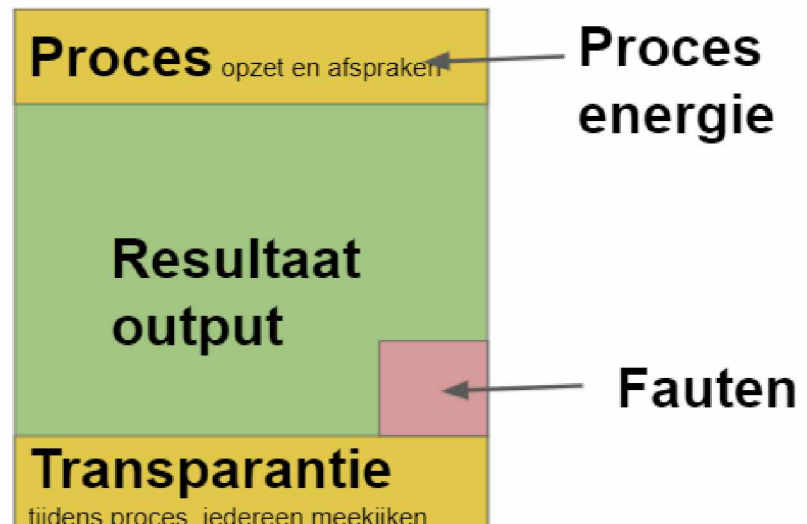 Proces opzet en afspraken
Proces
energie
Resultaat
output
Fauten
Transparantie
tijdens proces iedereen meekijken